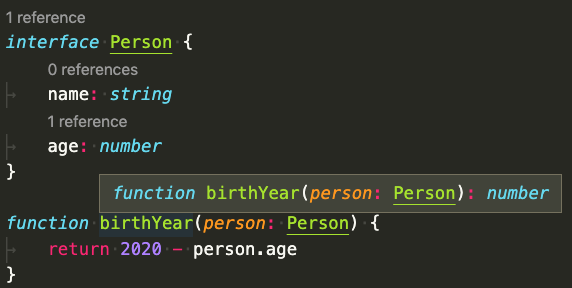 1 reference
interface Person {
0 references
name: string
1 reference
age: number
}
function birthYear(person: Person): number
function birthYear(person: Person) {
return 2020 - person.age
}